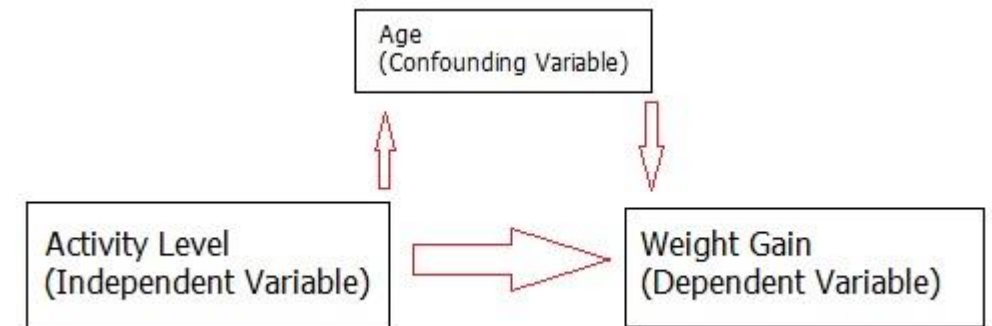 Age
(Confounding Variable)
Activity Level
(Independent Variable)
Weight Gain
(Dependent Variable)